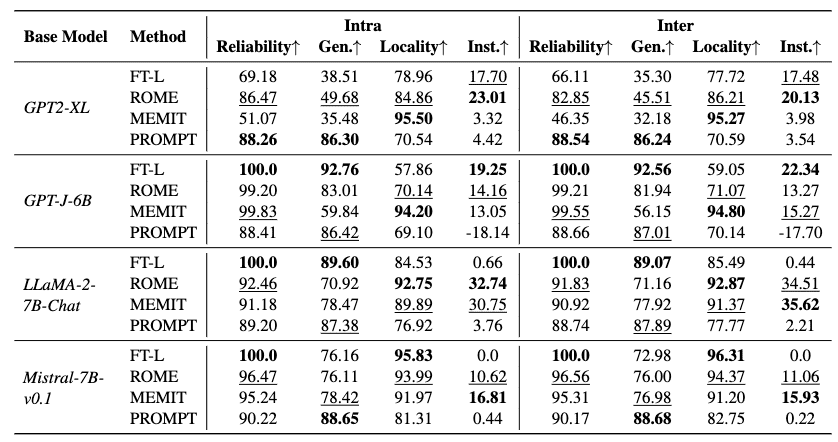 Intra Inter
Base Model Method Reliability↑ Gen.↑ Locality↑ Inst.↑ Reliability↑ Gen.↑ Locality↑ Inst.↑
FT-L 69.18 38.51 78.96 17.70 66.11 35.30 77.72 17.48
GPT2-XL ROME 86.47 49.68 84.86 23.01 82.85 45.51 86.21 20.13
MEMIT 51.07 35.48 95.50 3.32 46.35 32.18 95.27 3.98
PROMPT 88.26 86.30 70.54 4.42 88.54 86.24 70.59 3.54
FT-L 100.0 92.76 57.86 19.25 100.0 92.56 59.05 22.34
GPT-J-6B ROME 99.20 83.01 70.14 14.16 99.21 81.94 71.07 13.27
MEMIT 99.83 59.84 94.20 13.05 99.55 56.15 94.80 15.27
PROMPT 88.41 86.42 69.10 -18.14 88.66 87.01 70.14 -17.70
FT-L 100.0 89.60 84.53 0.66 100.0 89.07 85.49 0.44
LLaMA-2- ROME 92.46 70.92 92.75 32.74 91.83 71.16 92.87 34.51
7B-Chat MEMIT 91.18 78.47 89.89 30.75 90.92 77.92 91.37 35.62
PROMPT 89.20 87.38 76.92 3.76 88.74 87.89 77.77 2.21
FT-L 100.0 76.16 95.83 0.0 100.0 72.98 96.31 0.0
Mistral-7B- ROME 96.47 76.11 93.99 10.62 96.56 76.00 94.37 11.06
v0.1 MEMIT 95.24 78.42 91.97 16.81 95.31 76.98 91.20 15.93
PROMPT 90.22 88.65 81.31 0.44 90.17 88.68 82.75 0.22